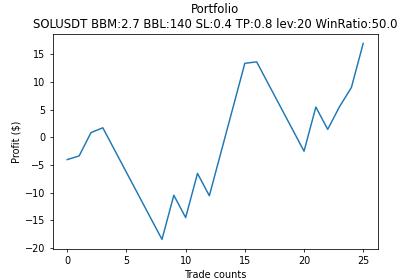 Portfolio
SOLUSDT BBM:2.7 BBL:140 SL:0.4 TP:0.8 lev:20 WinRatio:50.0
15
10
5
0
−5
−10
−15
−20
Profit ($)
0 5 10 15 20 25
Trade counts